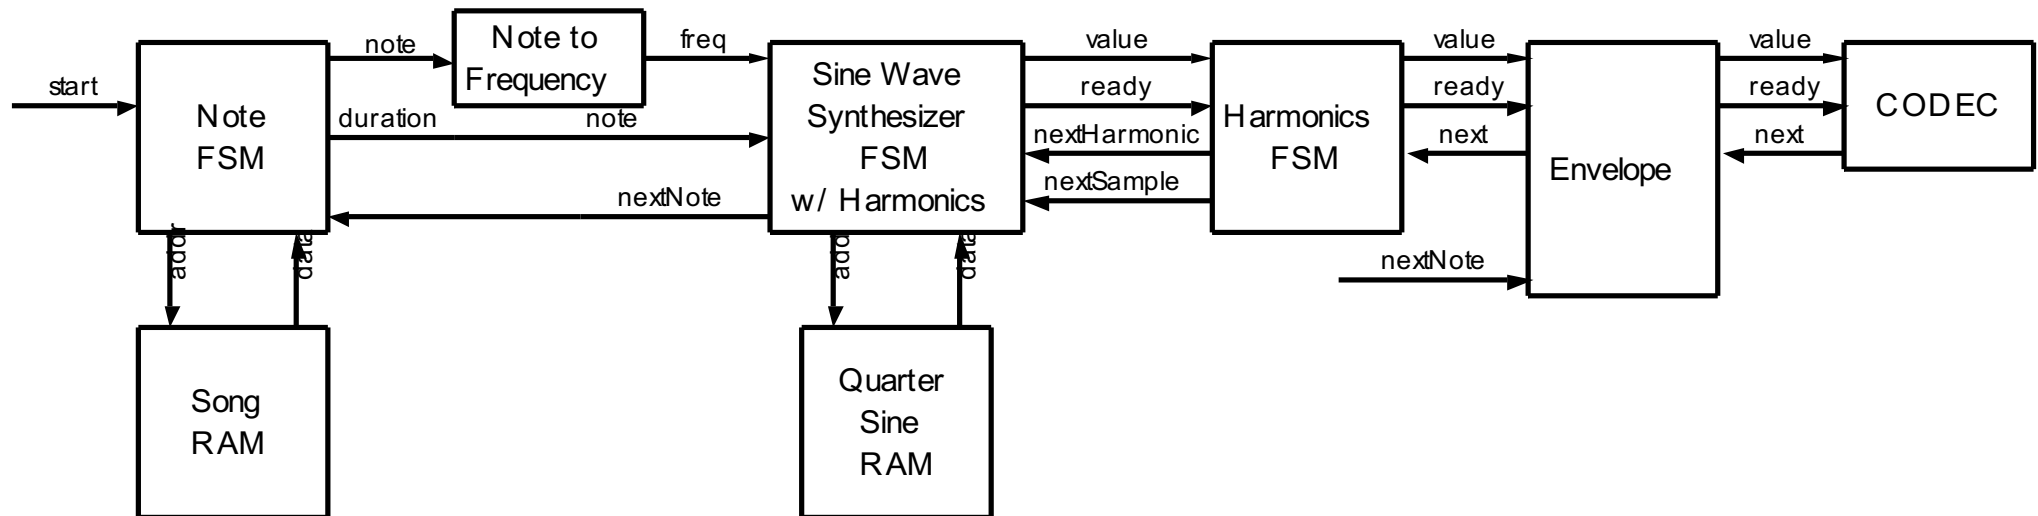 start
Note
FSM
note
Note to
Frequency
freq
duration
note
nextNote
addr
data
Song
RAM
Sine Wave
Synthesizer
FSM
w/ Harmonics
addr
data
Quarter
Sine
RAM
value
ready
nextHarmonic
nextSample
Harmonics
FSM
value
ready
next
nextNote
Envelope
value
ready
next
CODEC